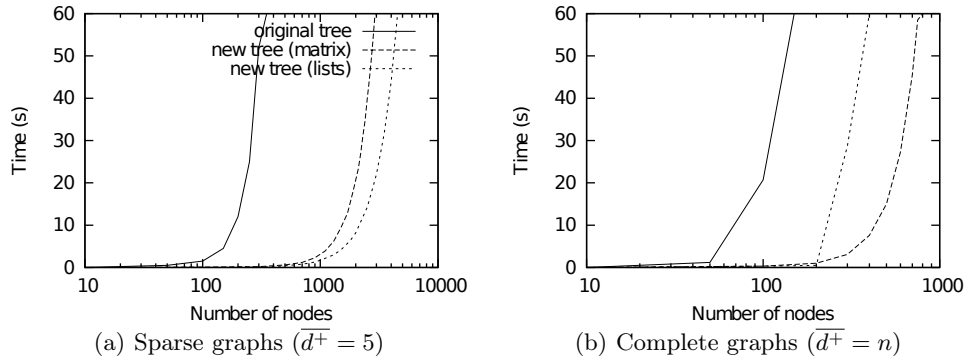 60
50
40
30
20
10
0
Time (s)
original tree
new tree (matrix)
new tree (lists)
10 100 1000 10000
Number of nodes
(a) Sparse graphs (d⁺ = 5)
60
50
40
30
20
10
0
Time (s)
10 100 1000
Number of nodes
(b) Complete graphs (d⁺ = n)